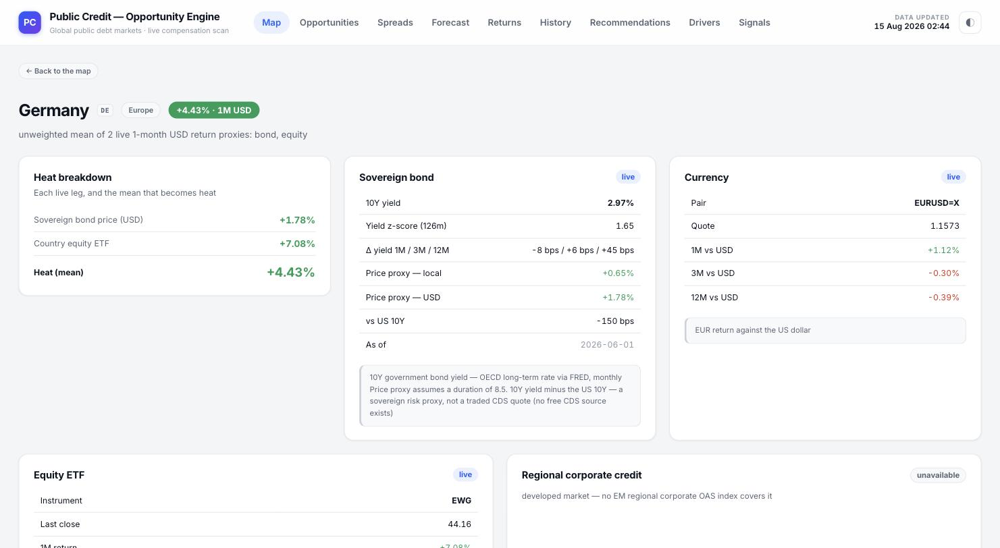 PC
Public Credit — Opportunity Engine
Global public debt markets · live compensation scan
Map
Opportunities
Spreads
Forecast
Returns
History
Recommendations
Drivers
Signals
DATA UPDATED
15 Aug 2026 02:44
← Back to the map
Germany DE Europe +4.43% · 1M USD
unweighted mean of 2 live 1-month USD return proxies: bond, equity
Heat breakdown
Each live leg, and the mean that becomes heat
Sovereign bond price (USD) +1.78%
Country equity ETF +7.08%
Heat (mean) +4.43%
Sovereign bond live
10Y yield 2.97%
Yield z-score (126m) 1.65
Δ yield 1M / 3M / 12M -8 bps / +6 bps / +45 bps
Price proxy — local +0.65%
Price proxy — USD +1.78%
vs US 10Y -150 bps
As of 2026-06-01
10Y government bond yield — OECD long-term rate via FRED, monthly
Price proxy assumes a duration of 8.5. 10Y yield minus the US 10Y — a
sovereign risk proxy, not a traded CDS quote (no free CDS source
exists)
Currency live
Pair EURUSD=X
Quote 1.1573
1M vs USD +1.12%
3M vs USD -0.30%
12M vs USD -0.39%
EUR return against the US dollar
Equity ETF live
Instrument EWG
Last close 44.16
1M return +7.08%
Regional corporate credit unavailable
developed market — no EM regional corporate OAS index covers it